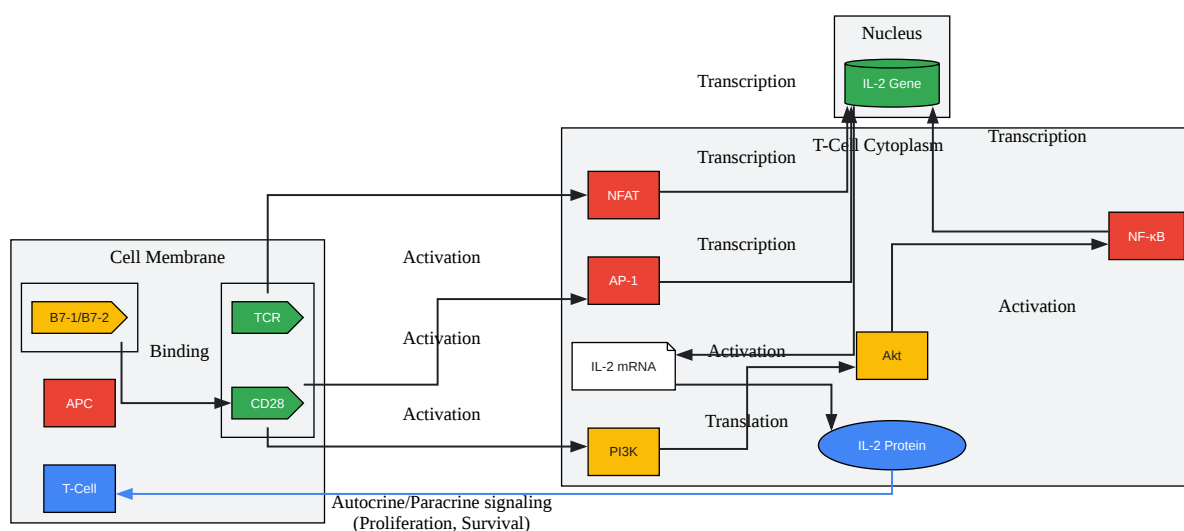 Nucleus
IL-2 Gene
Transcription
Transcription
T-Cell Cytoplasm
Transcription
NFAT
NF-κB
Cell Membrane
Activation
Transcription
AP-1
B7-1/B7-2
TCR
Activation
Binding
Activation
Activation
IL-2 mRNA
Akt
APC
CD28
Activation
Translation
PI3K
IL-2 Protein
T-Cell
Autocrine/Paracrine signaling
(Proliferation, Survival)